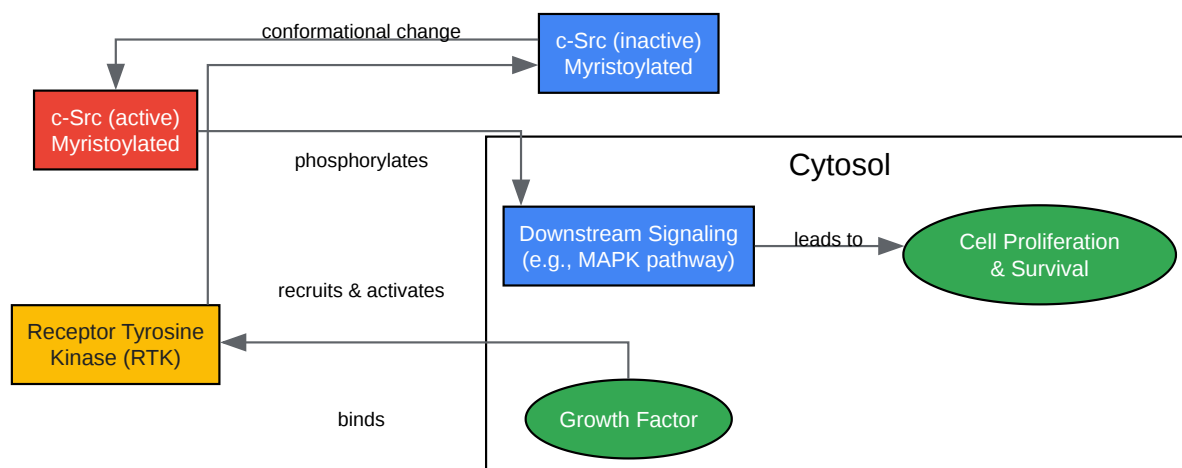 conformational change
c-Src (inactive)
Myristoylated
c-Src (active)
Myristoylated
phosphorylates
Cytosol
Downstream Signaling
(e.g., MAPK pathway)
leads to
Cell Proliferation
& Survival
recruits & activates
Receptor Tyrosine
Kinase (RTK)
binds
Growth Factor